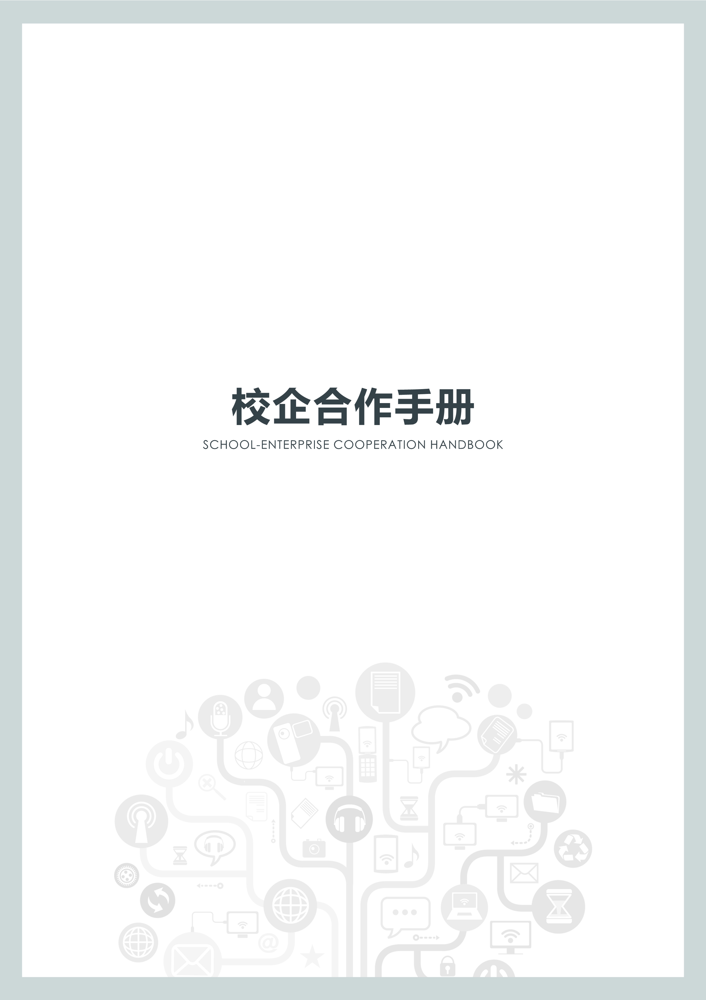 校企合作手册
SCHOOL-ENTERPRISE COOPERATION HANDBOOK
@